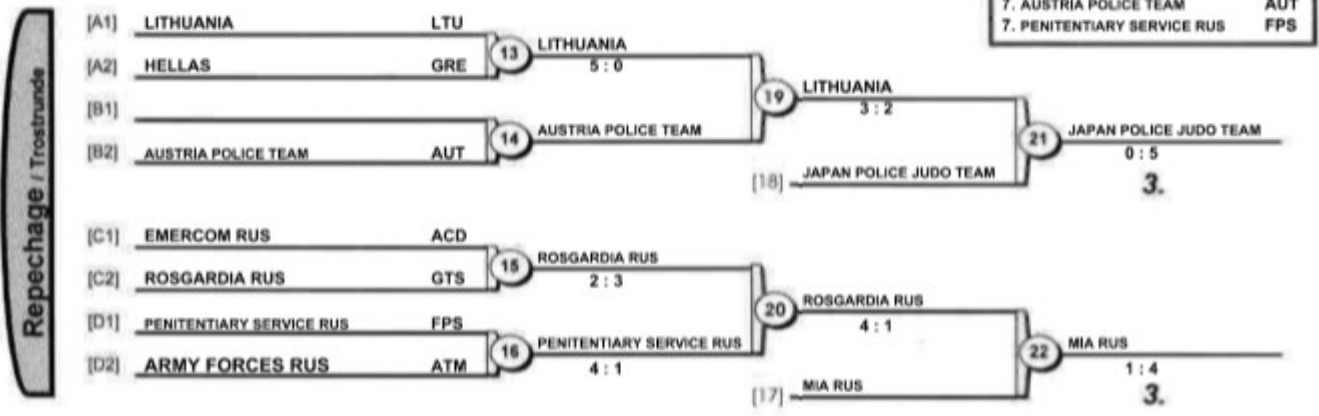 7. AUSTRIA POLICE TEAM AUT
7. PENITENTIARY SERVICE RUS FPS
Repechage / Trostrunde
[A1] LITHUANIA LTU
[A2] HELLAS GRE
13 LITHUANIA
5 : 0
[B1]
[B2] AUSTRIA POLICE TEAM AUT
14 AUSTRIA POLICE TEAM
19 LITHUANIA
3 : 2
[18] JAPAN POLICE JUDO TEAM
21 JAPAN POLICE JUDO TEAM
0 : 5
3.
[C1] EMERCOM RUS ACD
[C2] ROSGARDIA RUS GTS
15 ROSGARDIA RUS
2 : 3
[D1] PENITENTIARY SERVICE RUS FPS
[D2] ARMY FORCES RUS ATM
16 PENITENTIARY SERVICE RUS
4 : 1
20 ROSGARDIA RUS
4 : 1
[17] MIA RUS
22 MIA RUS
1 : 4
3.